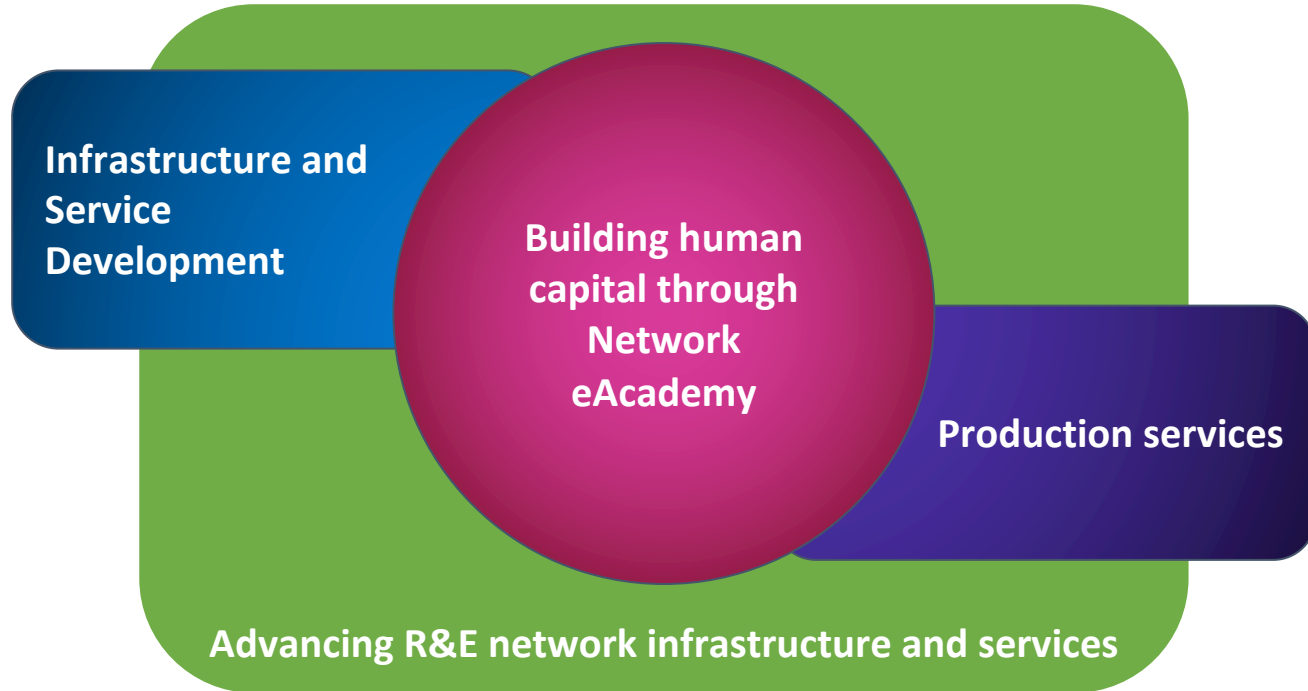 Infrastructure and
Service
Development
Building human
capital through
Network
eAcademy
Production services
Advancing R&E network infrastructure and services